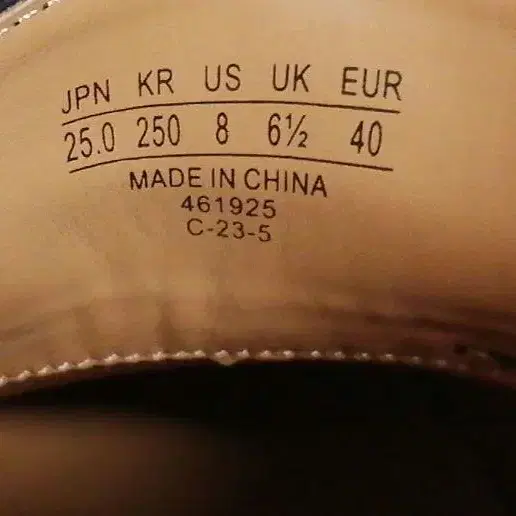 JPN KR US UK EUR
25.0 250 8 6½ 40
MADE IN CHINA
461925
C-23-5